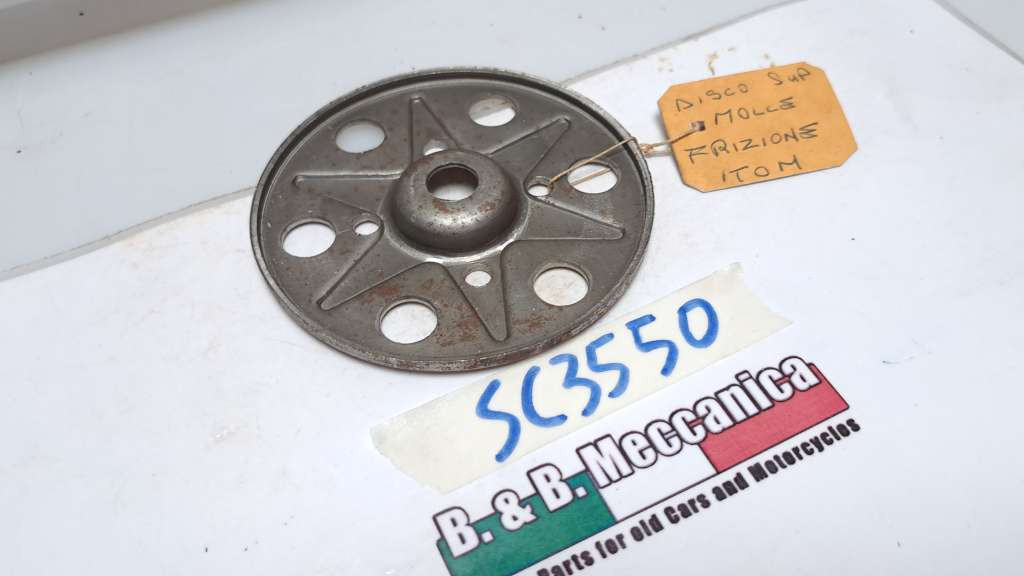 DISCO SUP
MOLLE
FRIZIONE
ITOM
SC3550
B. & B. Meccanica
Parts for old Cars and Motorcycles